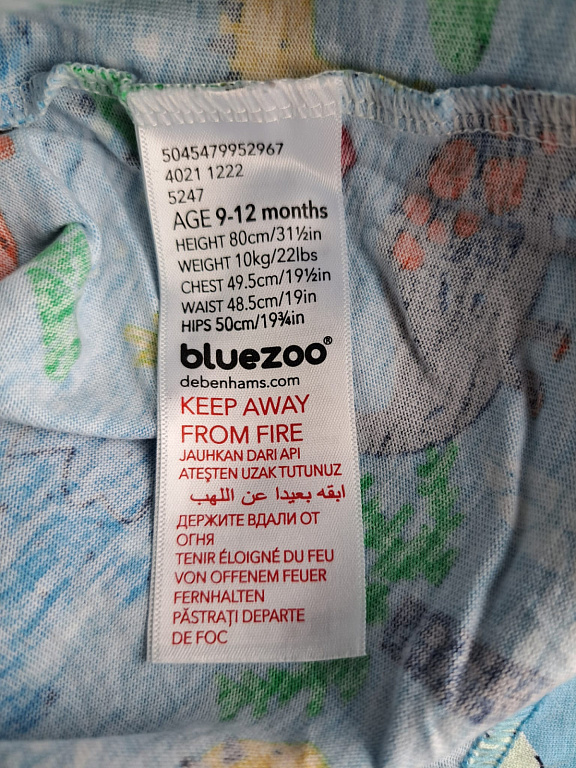 5045479952967
4021 1222
5247
AGE 9-12 months
HEIGHT 80cm/31½in
WEIGHT 10kg/22lbs
CHEST 49.5cm/19½in
WAIST 48.5cm/19in
HIPS 50cm/19¾in
bluezoo®
debenhams.com
KEEP AWAY
FROM FIRE
JAUHKAN DARI API
ATEŞTEN UZAK TUTUNUZ
ابقه بعيدا عن اللهب
ДЕРЖИТЕ ВДАЛИ ОТ
ОГНЯ
TENIR ÉLOIGNÉ DU FEU
VON OFFENEM FEUER
FERNHALTEN
PĂSTRAŢI DEPARTE
DE FOC